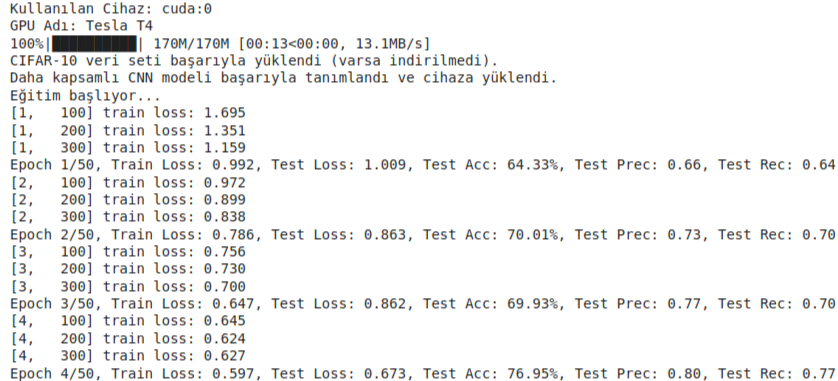 Kullanılan Cihaz: cuda:0
GPU Adı: Tesla T4
100%|██████████| 170M/170M [00:13<00:00, 13.1MB/s]
CIFAR-10 veri seti başarıyla yüklendi (varsa indirilmedi).
Daha kapsamlı CNN modeli başarıyla tanımlandı ve cihaza yüklendi.
Eğitim başlıyor...
[1,   100] train loss: 1.695
[1,   200] train loss: 1.351
[1,   300] train loss: 1.159
Epoch 1/50, Train Loss: 0.992, Test Loss: 1.009, Test Acc: 64.33%, Test Prec: 0.66, Test Rec: 0.64
[2,   100] train loss: 0.972
[2,   200] train loss: 0.899
[2,   300] train loss: 0.838
Epoch 2/50, Train Loss: 0.786, Test Loss: 0.863, Test Acc: 70.01%, Test Prec: 0.73, Test Rec: 0.70
[3,   100] train loss: 0.756
[3,   200] train loss: 0.730
[3,   300] train loss: 0.700
Epoch 3/50, Train Loss: 0.647, Test Loss: 0.862, Test Acc: 69.93%, Test Prec: 0.77, Test Rec: 0.70
[4,   100] train loss: 0.645
[4,   200] train loss: 0.624
[4,   300] train loss: 0.627
Epoch 4/50, Train Loss: 0.597, Test Loss: 0.673, Test Acc: 76.95%, Test Prec: 0.80, Test Rec: 0.77